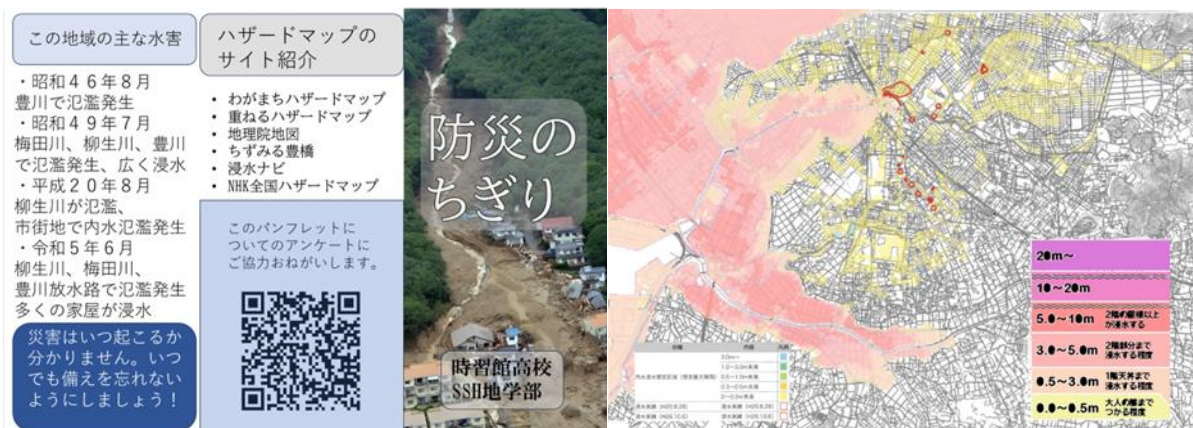 この地域の主な水害
・昭和４６年８月
豊川で氾濫発生
・昭和４９年７月
梅田川、柳生川、豊川
で氾濫発生、広く浸水
・平成２０年８月
柳生川が氾濫、
市街地で内水氾濫発生
・令和５年６月
柳生川、梅田川、
豊川放水路で氾濫発生
多くの家屋が浸水
災害はいつ起こるか
分かりません。いつ
でも備えを忘れない
ようにしましょう！
ハザードマップの
サイト紹介
• わがまちハザードマップ
• 重ねるハザードマップ
• 地理院地図
• ちずみる豊橋
• 浸水ナビ
• NHK全国ハザードマップ
このパンフレットに
ついてのアンケートに
ご協力おねがいします。
防災の
ちぎり
時習館高校
SSH地学部
20m～
10～20m
5.0～10m 2階の屋根以上
が浸水する
3.0～5.0m 2階部分まで
浸水する程度
0.5～3.0m 1階天井まで
浸水する程度
0.0～0.5m 大人の膝まで
つかる程度